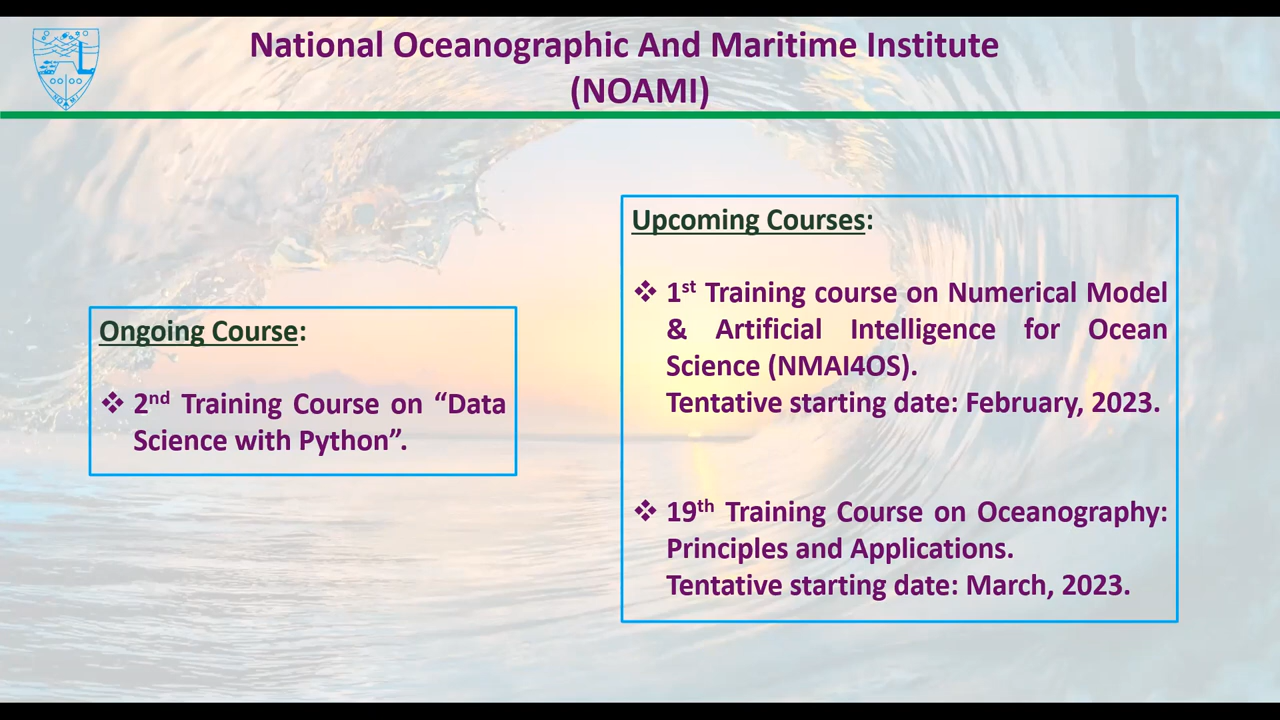 National Oceanographic And Maritime Institute
(NOAMI)
NOAMI
Ongoing Course:
❖ 2nd Training Course on “Data
Science with Python”.
Upcoming Courses:
❖ 1st Training course on Numerical Model
& Artificial Intelligence for Ocean
Science (NMAI4OS).
Tentative starting date: February, 2023.
❖ 19th Training Course on Oceanography:
Principles and Applications.
Tentative starting date: March, 2023.